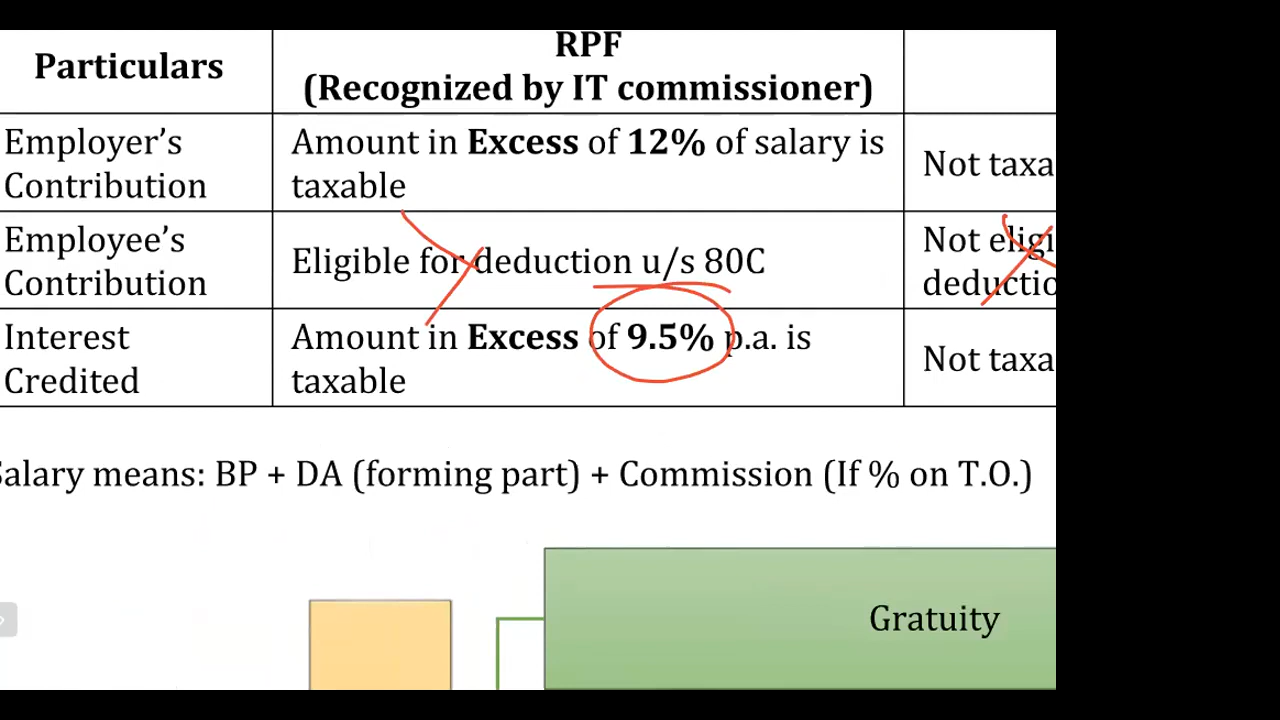 Particulars
RPF
(Recognized by IT commissioner)
Employer's
Contribution
Amount in Excess of 12% of salary is
taxable
Not taxa
Employee's
Contribution
Eligible for deduction u/s 80C
Not eligi
deductio
Interest
Credited
Amount in Excess of 9.5% p.a. is
taxable
Not taxa
Salary means: BP + DA (forming part) + Commission (If % on T.O.)
Gratuity